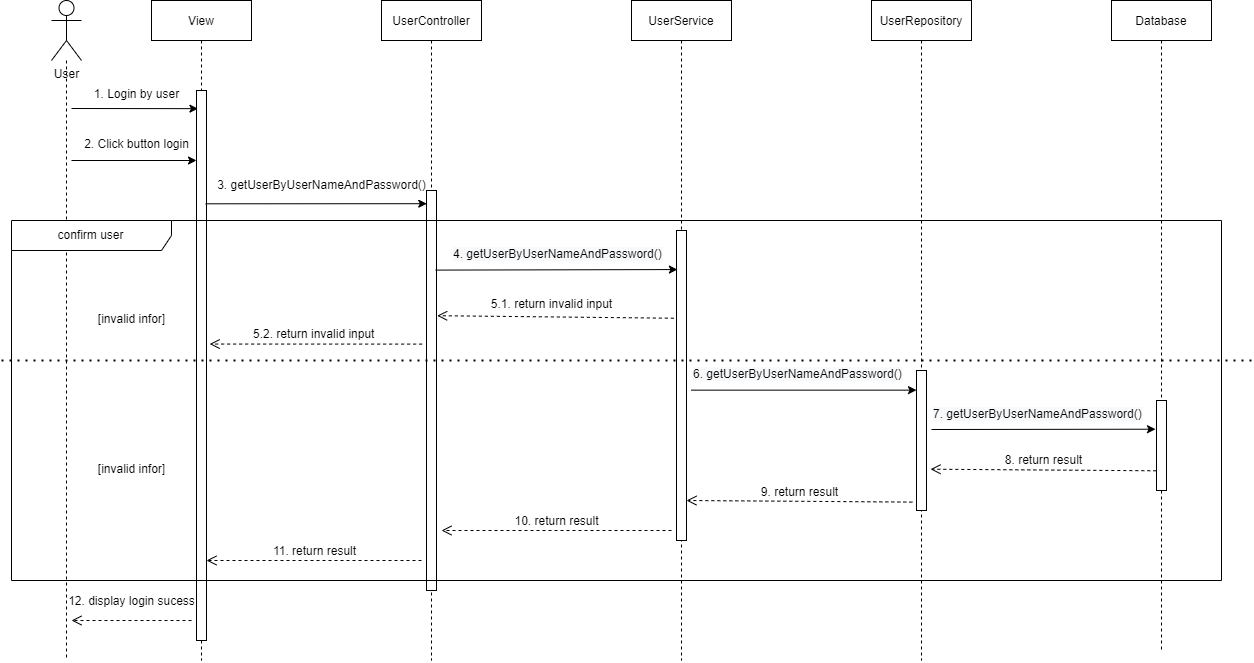 View
UserController
UserService
UserRepository
Database
User
1. Login by user
2. Click button login
3. getUserByUserNameAndPassword()
confirm user
4. getUserByUserNameAndPassword()
5.1. return invalid input
[invalid infor]
5.2. return invalid input
6. getUserByUserNameAndPassword()
7. getUserByUserNameAndPassword()
8. return result
[invalid infor]
9. return result
10. return result
11. return result
12. display login sucess